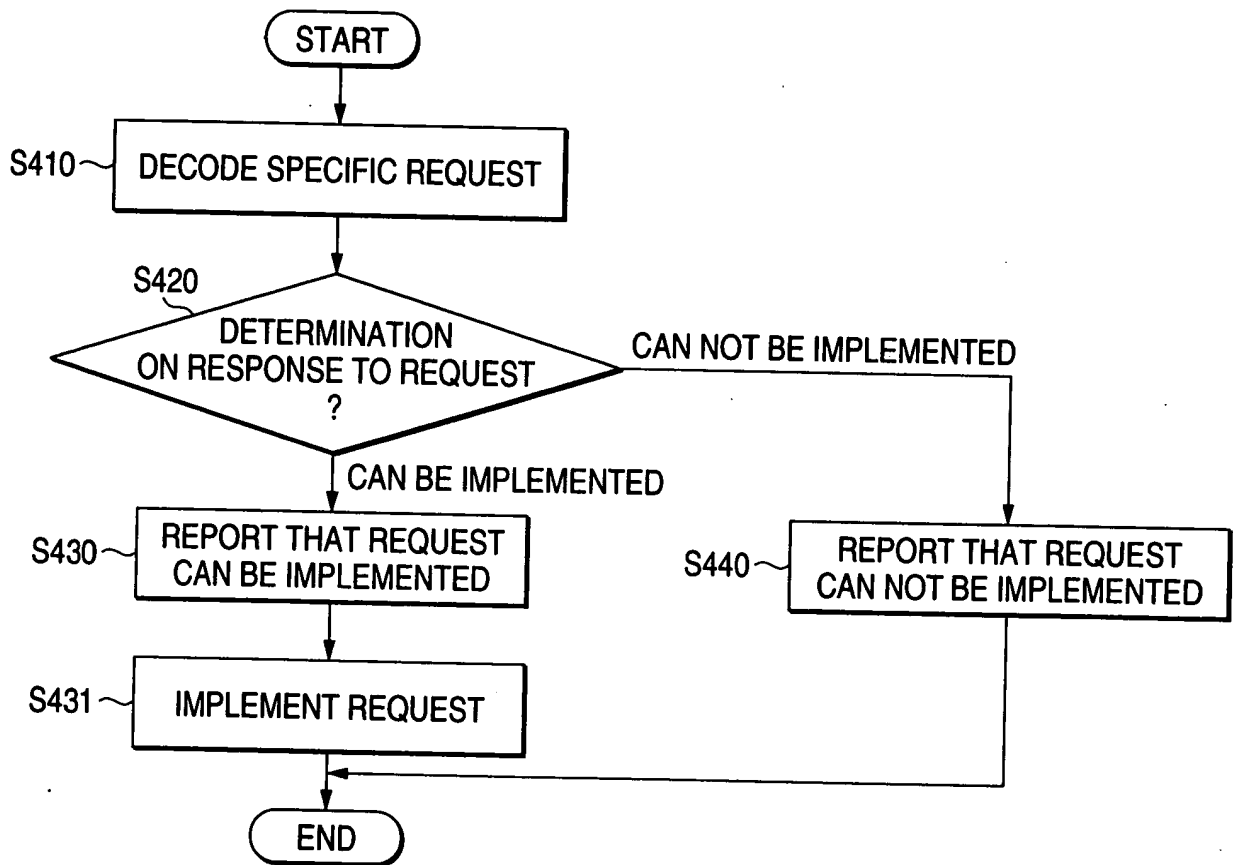 START
S410
DECODE SPECIFIC REQUEST
S420
DETERMINATION
ON RESPONSE TO REQUEST
?
CAN NOT BE IMPLEMENTED
CAN BE IMPLEMENTED
S430
REPORT THAT REQUEST
CAN BE IMPLEMENTED
S440
REPORT THAT REQUEST
CAN NOT BE IMPLEMENTED
S431
IMPLEMENT REQUEST
END